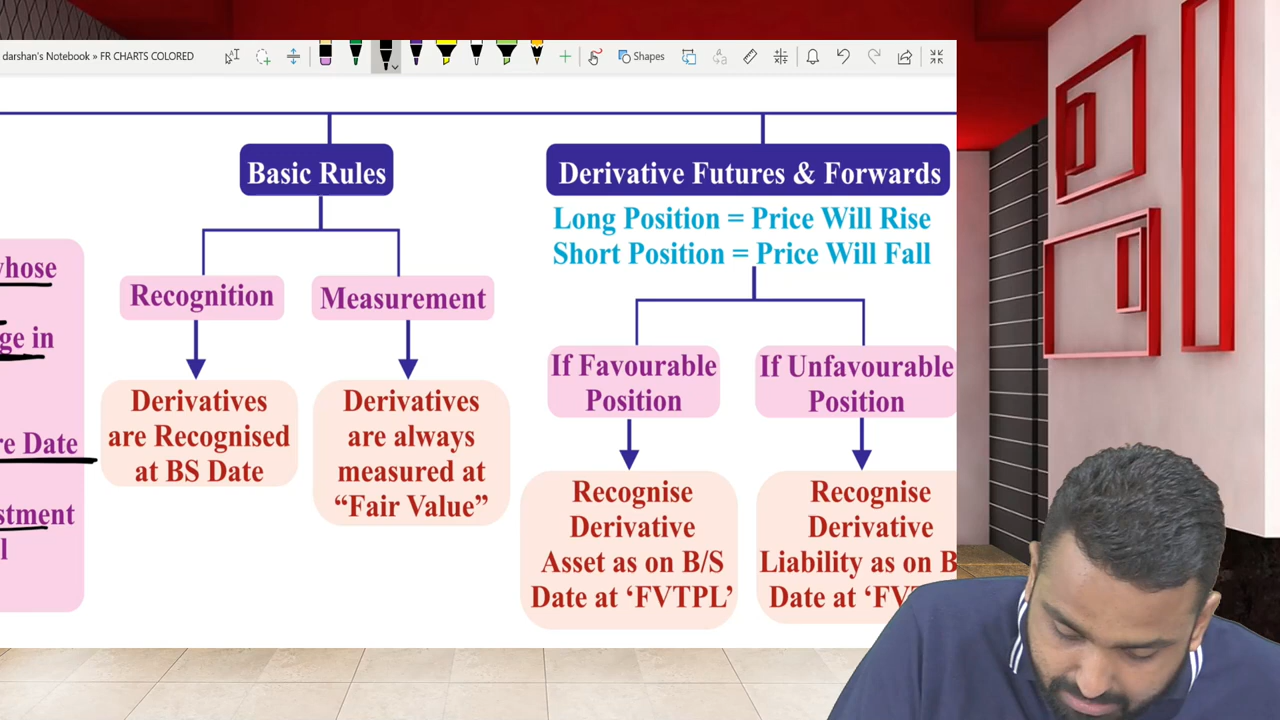 darshan's Notebook » FR CHARTS COLORED
Shapes
Basic Rules
Derivative Futures & Forwards
Long Position = Price Will Rise
Short Position = Price Will Fall
Recognition
Measurement
If Favourable
Position
If Unfavourable
Position
Derivatives
are Recognised
at BS Date
Derivatives
are always
measured at
“Fair Value”
Recognise
Derivative
Asset as on B/S
Date at ‘FVTPL’
Recognise
Derivative
Liability as on B
Date at ‘FV
ge in
re Date